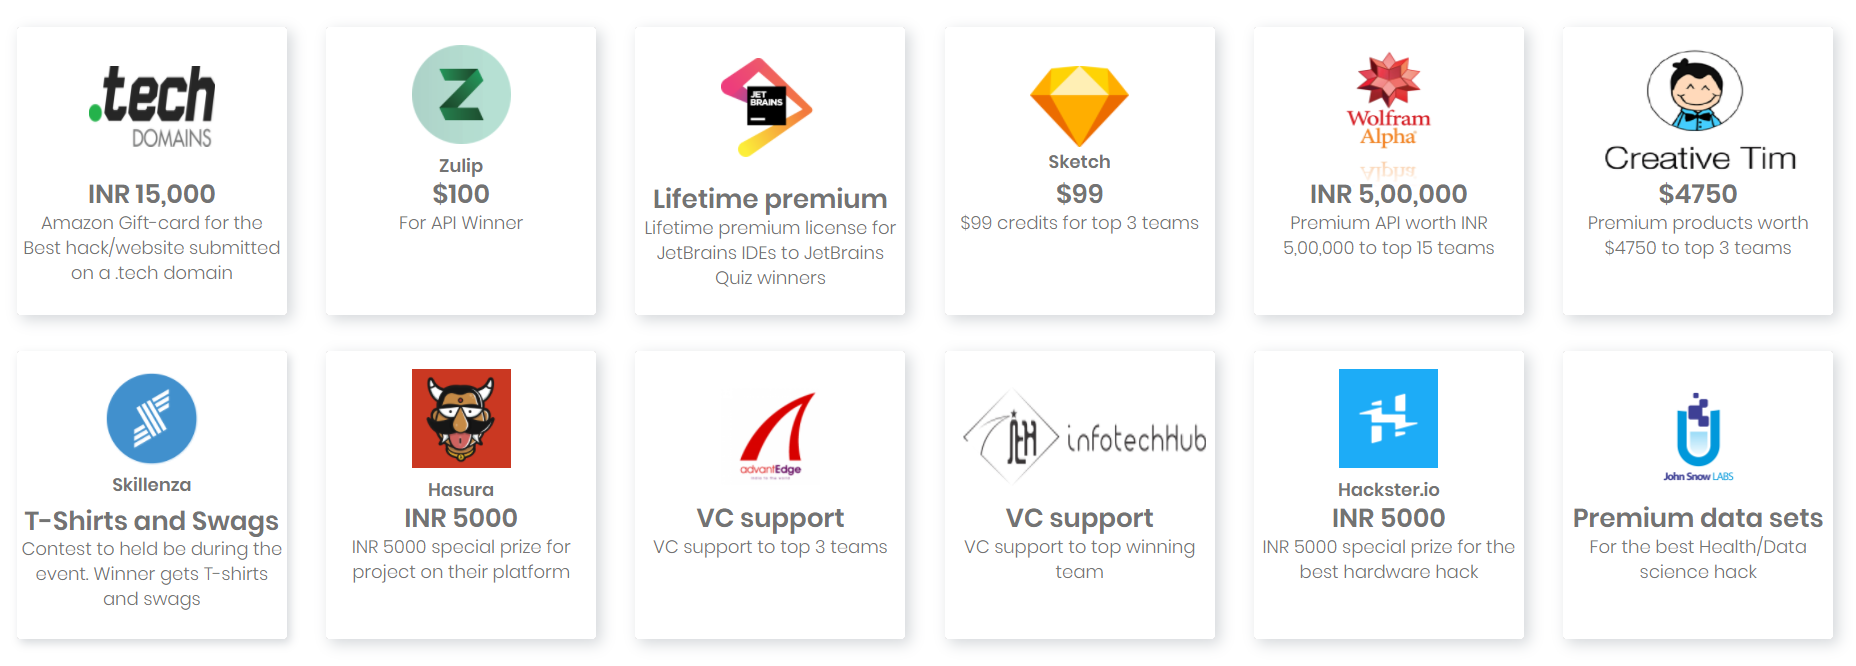 .tech
DOMAINS
INR 15,000
Amazon Gift-card for the
Best hack/website submitted
on a .tech domain
Z
Zulip
$100
For API Winner
JET
BRAINS
Lifetime premium
Lifetime premium license for
JetBrains IDEs to JetBrains
Quiz winners
Sketch
$99
$99 credits for top 3 teams
Wolfram
Alpha
INR 5,00,000
Premium API worth INR
5,00,000 to top 15 teams
Creative Tim
$4750
Premium products worth
$4750 to top 3 teams
Skillenza
T-Shirts and Swags
Contest to held be during the
event. Winner gets T-shirts
and swags
Hasura
INR 5000
INR 5000 special prize for
project on their platform
advantEdge
VC support
VC support to top 3 teams
infotechHub
VC support
VC support to top winning
team
Hackster.io
INR 5000
INR 5000 special prize for the
best hardware hack
John Snow LABS
Premium data sets
For the best Health/Data
science hack